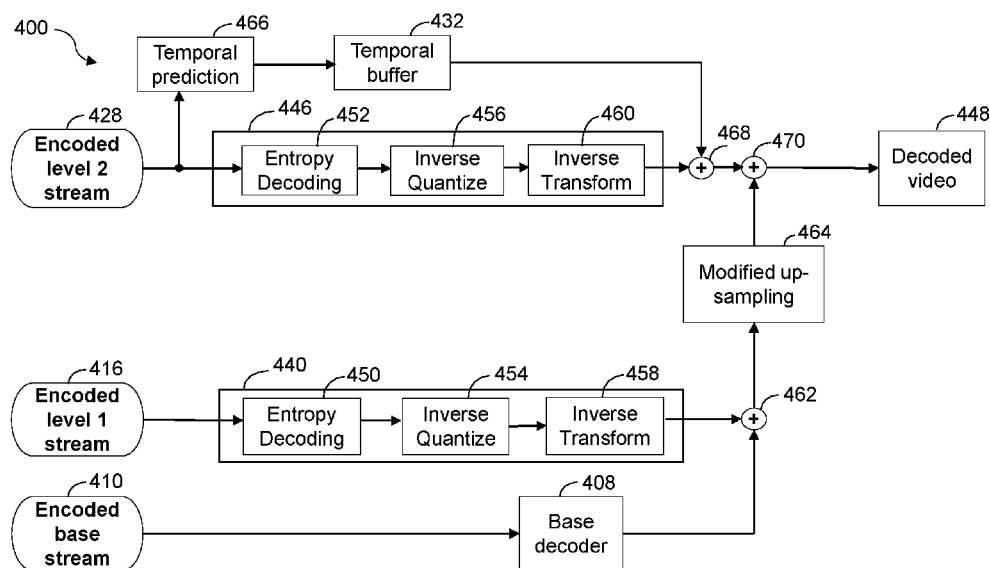 400
466
432
Temporal
prediction
Temporal
buffer
428
446
452
456
460
468
470
448
Encoded
level 2
stream
Entropy
Decoding
Inverse
Quantize
Inverse
Transform
+
+
Decoded
video
464
Modified up-
sampling
416
440
450
454
458
462
Encoded
level 1
stream
Entropy
Decoding
Inverse
Quantize
Inverse
Transform
+
410
408
Encoded
base
stream
Base
decoder